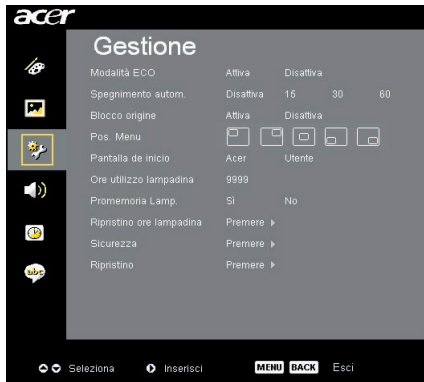 acer
Gestione
Modalità ECO Attiva Disattiva
Spegnimento autom. Disattiva 15 30 60
Blocco origine Attiva Disattiva
Pos. Menu
Pantalla de inicio Acer Utente
Ore utilizzo lampadina 9999
Promemoria Lamp. Sì No
Ripristino ore lampadina Premere
Sicurezza Premere
Ripristino Premere
abc
Seleziona Inserisci MENU BACK Esci